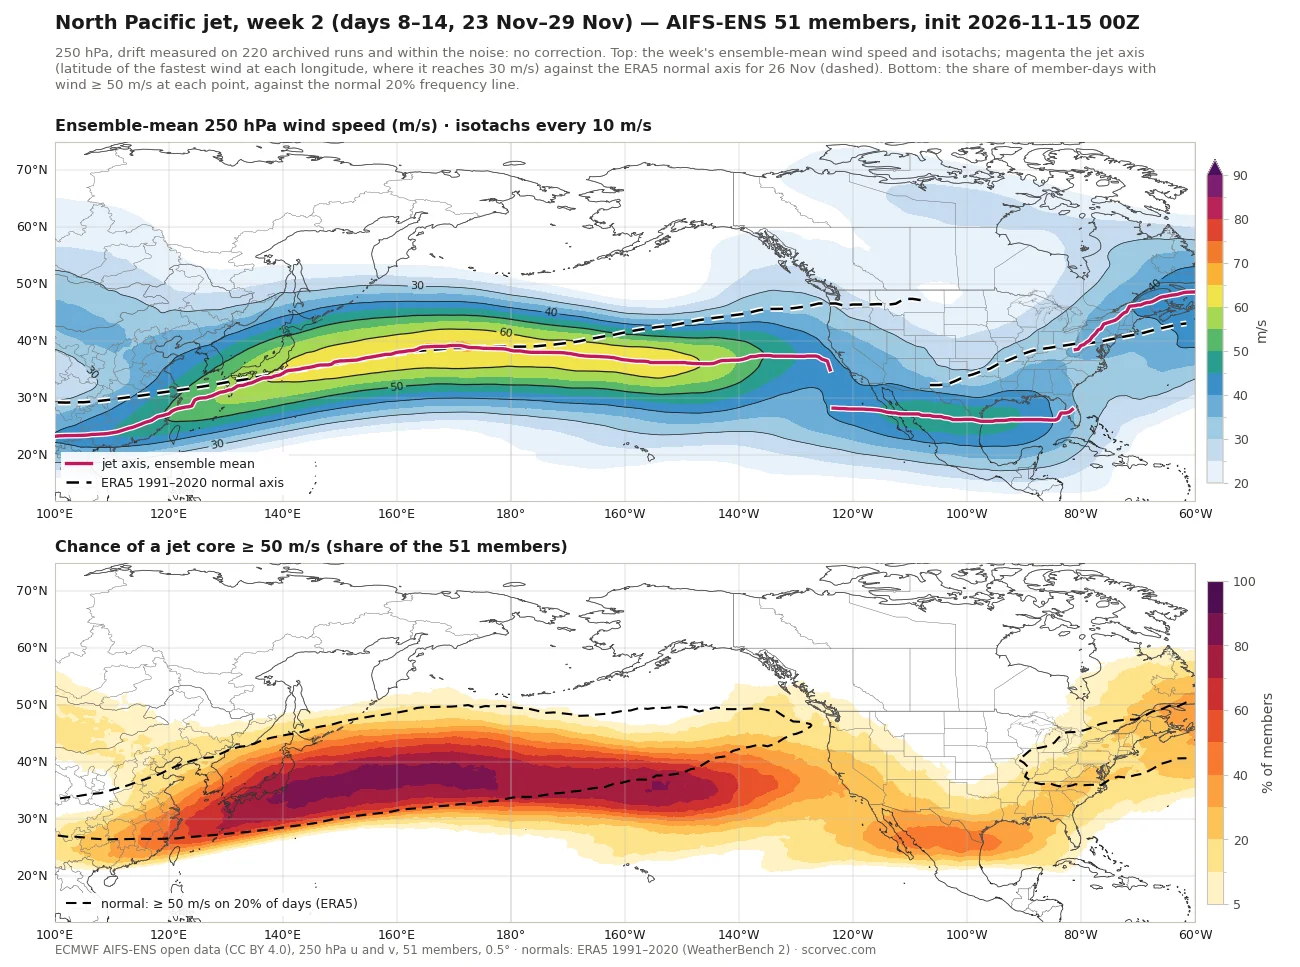 North Pacific jet, week 2 (days 8–14, 23 Nov–29 Nov) — AIFS-ENS 51 members, init 2026-11-15 00Z
250 hPa, drift measured on 220 archived runs and within the noise: no correction. Top: the week's ensemble-mean wind speed and isotachs; magenta the jet axis
(latitude of the fastest wind at each longitude, where it reaches 30 m/s) against the ERA5 normal axis for 26 Nov (dashed). Bottom: the share of member-days with
wind ≥ 50 m/s at each point, against the normal 20% frequency line.
Ensemble-mean 250 hPa wind speed (m/s) · isotachs every 10 m/s
70°N
60°N
50°N
40°N
30°N
20°N
30
40
60
50
30
30
40
jet axis, ensemble mean
ERA5 1991–2020 normal axis
100°E 120°E 140°E 160°E 180° 160°W 140°W 120°W 100°W 80°W 60°W
90
80
70
60
50
40
30
20
m/s
Chance of a jet core ≥ 50 m/s (share of the 51 members)
70°N
60°N
50°N
40°N
30°N
20°N
normal: ≥ 50 m/s on 20% of days (ERA5)
100°E 120°E 140°E 160°E 180° 160°W 140°W 120°W 100°W 80°W 60°W
100
80
60
40
20
5
% of members
ECMWF AIFS-ENS open data (CC BY 4.0), 250 hPa u and v, 51 members, 0.5° · normals: ERA5 1991–2020 (WeatherBench 2) · scorvec.com